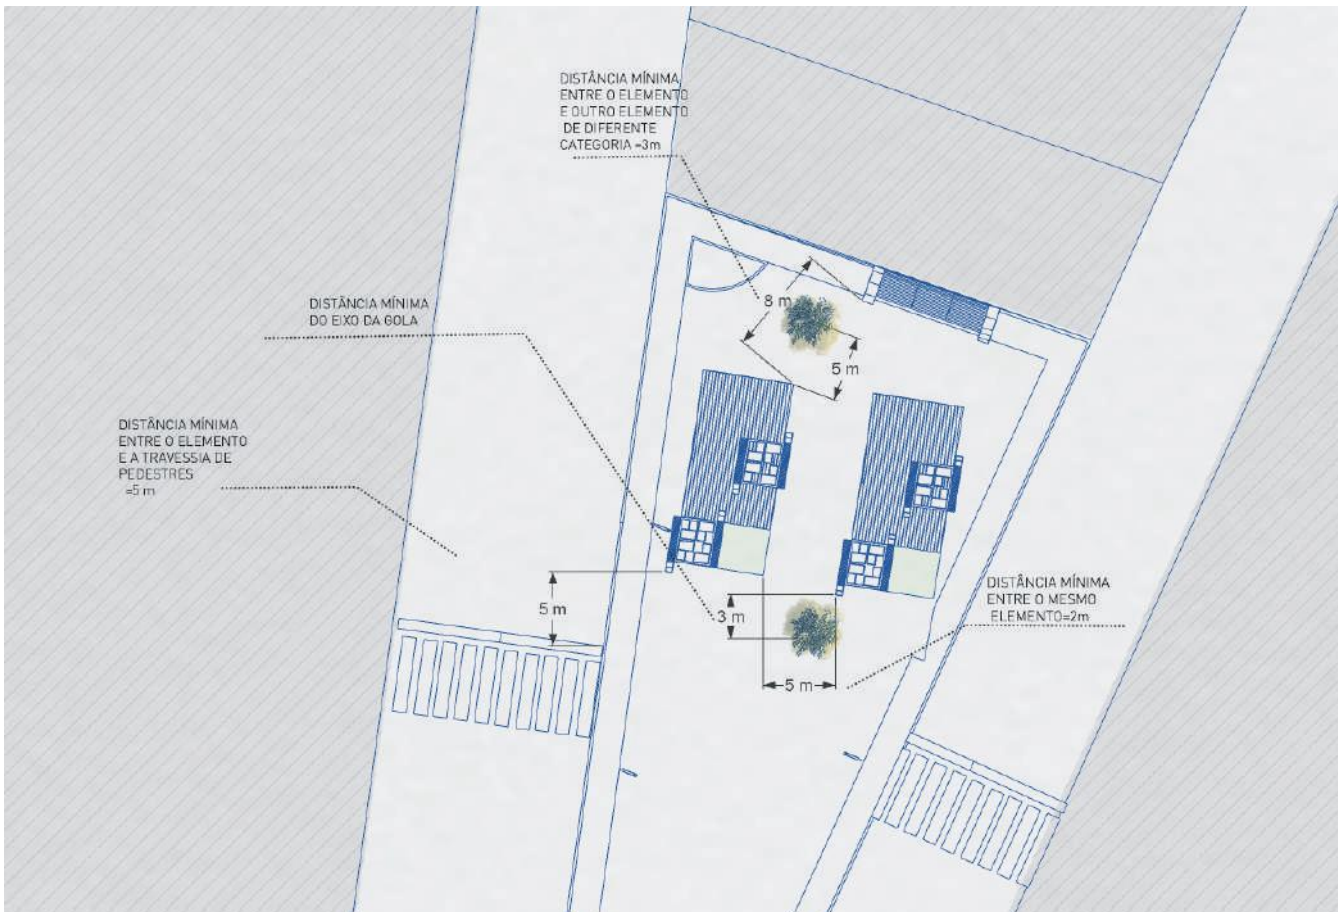 DISTÂNCIA MÍNIMA
ENTRE O ELEMENTO
E OUTRO ELEMENTO
DE DIFERENTE
CATEGORIA =3m
8 m
5 m
DISTÂNCIA MÍNIMA
DO EIXO DA GOLA
DISTÂNCIA MÍNIMA
ENTRE O ELEMENTO
E A TRAVESSIA DE
PEDESTRES
=5 m
5 m
3 m
5 m
DISTÂNCIA MÍNIMA
ENTRE O MESMO
ELEMENTO=2m